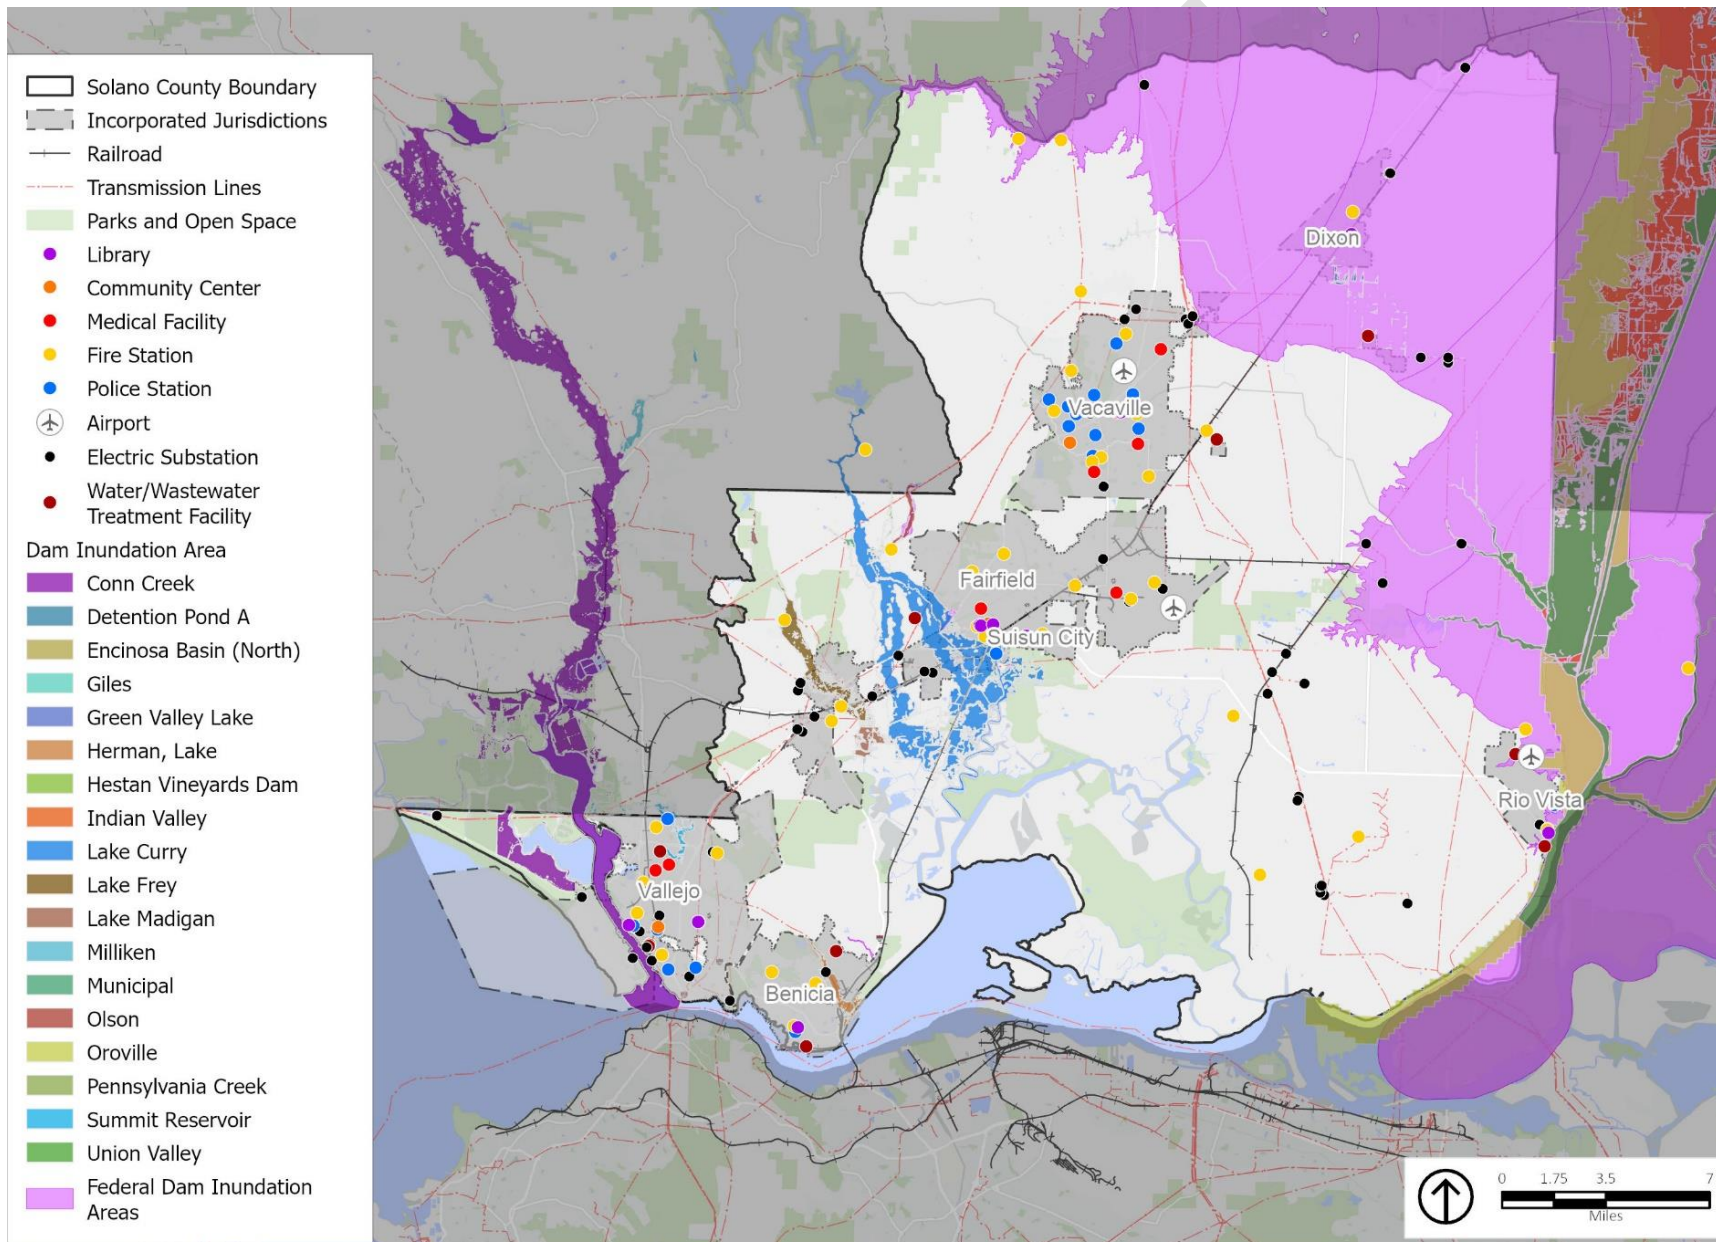 Solano County Boundary
Incorporated Jurisdictions
Railroad
Transmission Lines
Parks and Open Space
Library
Community Center
Medical Facility
Fire Station
Police Station
Airport
Electric Substation
Water/Wastewater
Treatment Facility
Dam Inundation Area
Conn Creek
Detention Pond A
Encinosa Basin (North)
Giles
Green Valley Lake
Herman, Lake
Hestan Vineyards Dam
Indian Valley
Lake Curry
Lake Frey
Lake Madigan
Milliken
Municipal
Olson
Oroville
Pennsylvania Creek
Summit Reservoir
Union Valley
Federal Dam Inundation
Areas
Dixon
Vacaville
Fairfield
Suisun City
Rio Vista
Vallejo
Benicia
0 1.75 3.5 7
Miles